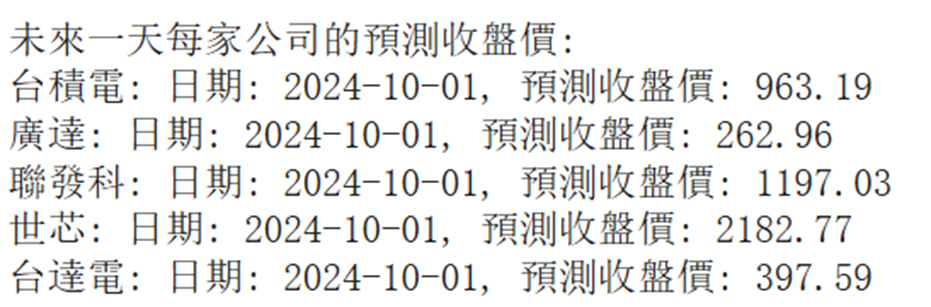 未來一天每家公司的預測收盤價:
台積電: 日期: 2024-10-01, 預測收盤價: 963.19
廣達: 日期: 2024-10-01, 預測收盤價: 262.96
聯發科: 日期: 2024-10-01, 預測收盤價: 1197.03
世芯: 日期: 2024-10-01, 預測收盤價: 2182.77
台達電: 日期: 2024-10-01, 預測收盤價: 397.59